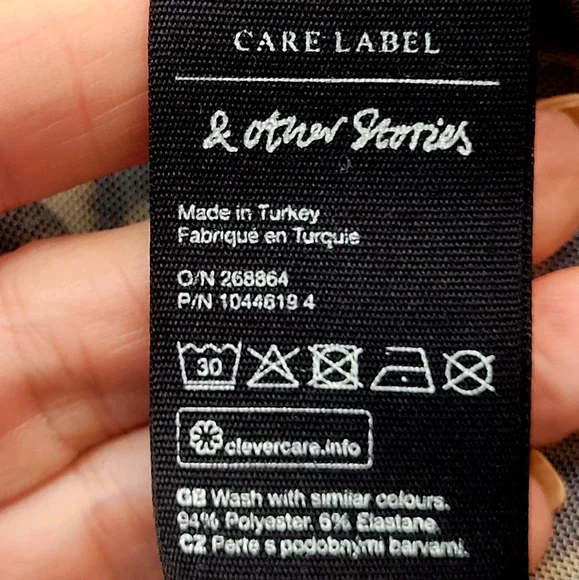 CARE LABEL
& other Stories
Made in Turkey
Fabriqué en Turquie
O/N 268864
P/N 1044619 4
30
clevercare.info
GB Wash with similar colours.
94% Polyester, 6% Elastane,
CZ Perte s podobnými barvami.